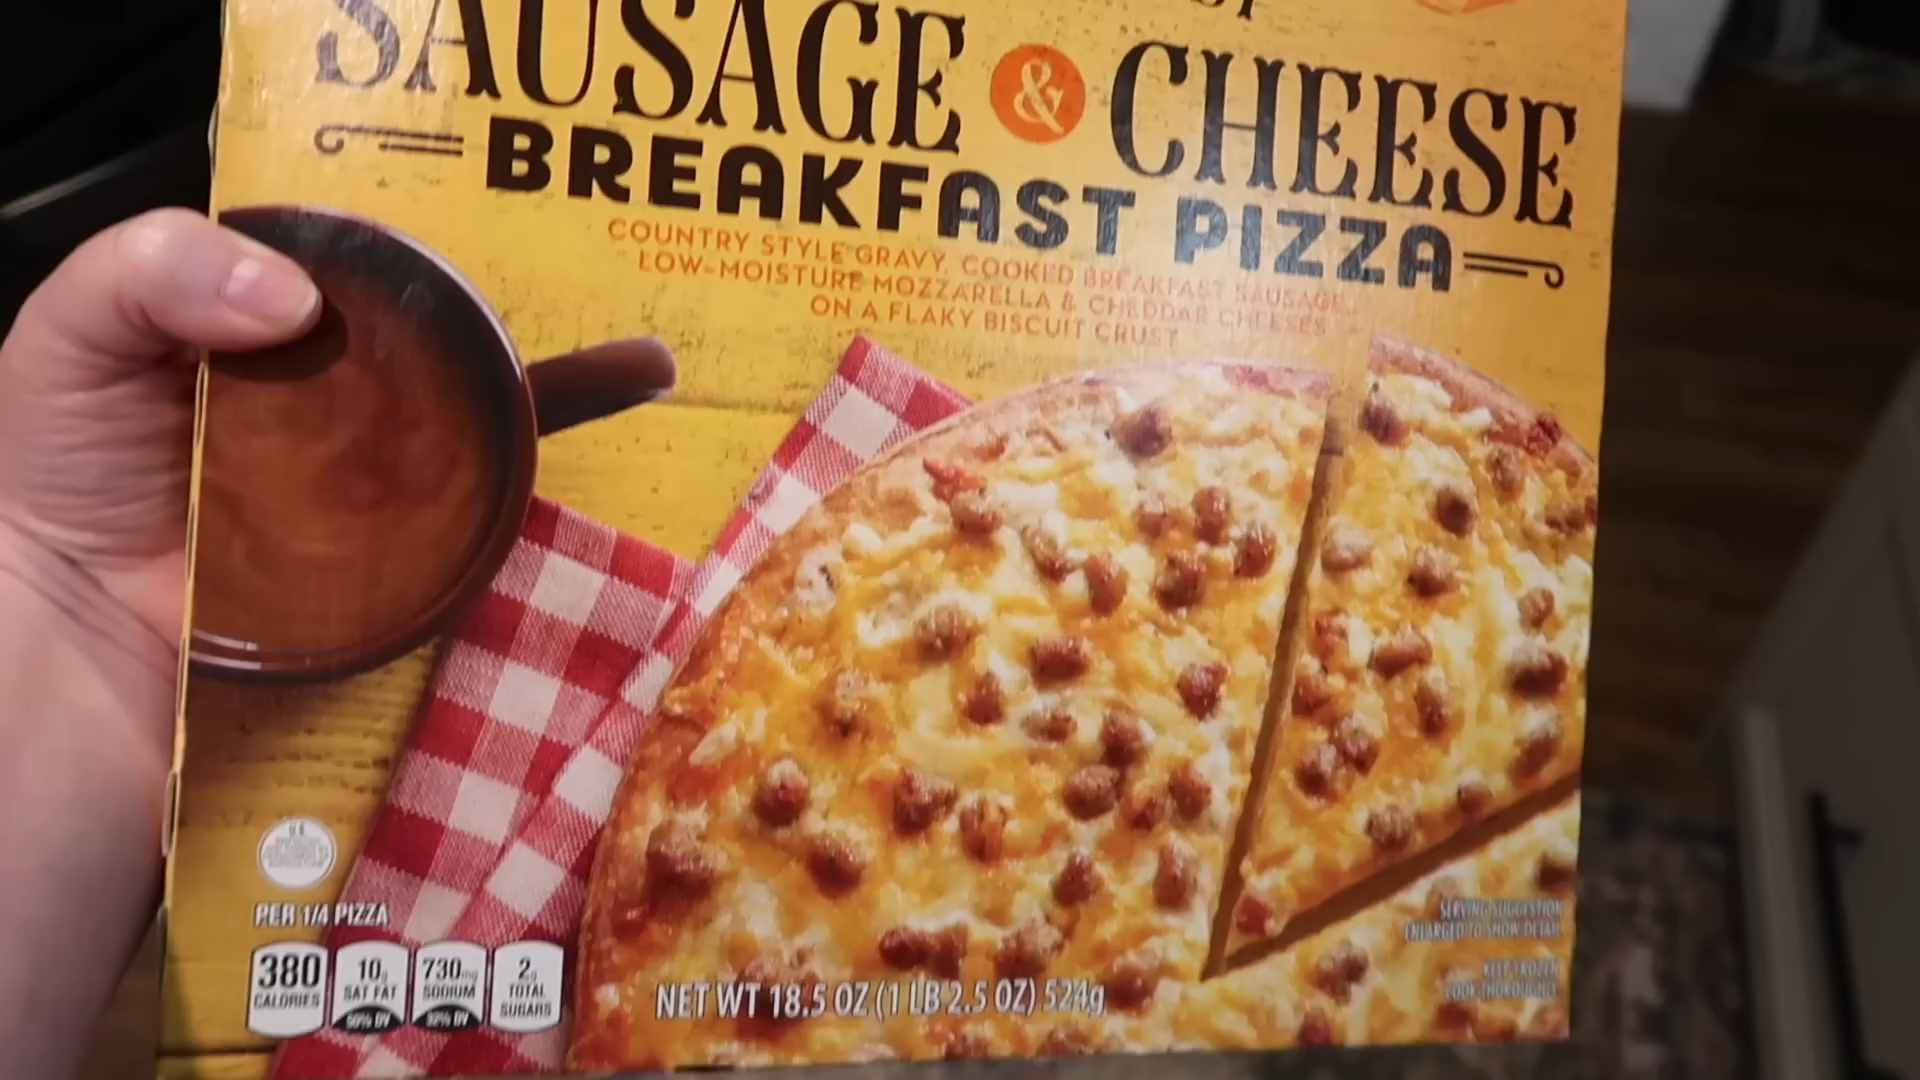 SAUSAGE & CHEESE
BREAKFAST PIZZA
COUNTRY STYLE GRAVY, COOKED BREAKFAST SAUSAGE,
LOW-MOISTURE MOZZARELLA & CHEDDAR CHEESES
ON A FLAKY BISCUIT CRUST
PER 1/4 PIZZA
380 CALORIES
10g SAT FAT 50% DV
730mg SODIUM 32% DV
2g TOTAL SUGARS
NET WT 18.5 OZ (1 LB 2.5 OZ) 524g
SERVING SUGGESTION
ENLARGED TO SHOW DETAIL
KEEP FROZEN
COOK THOROUGHLY